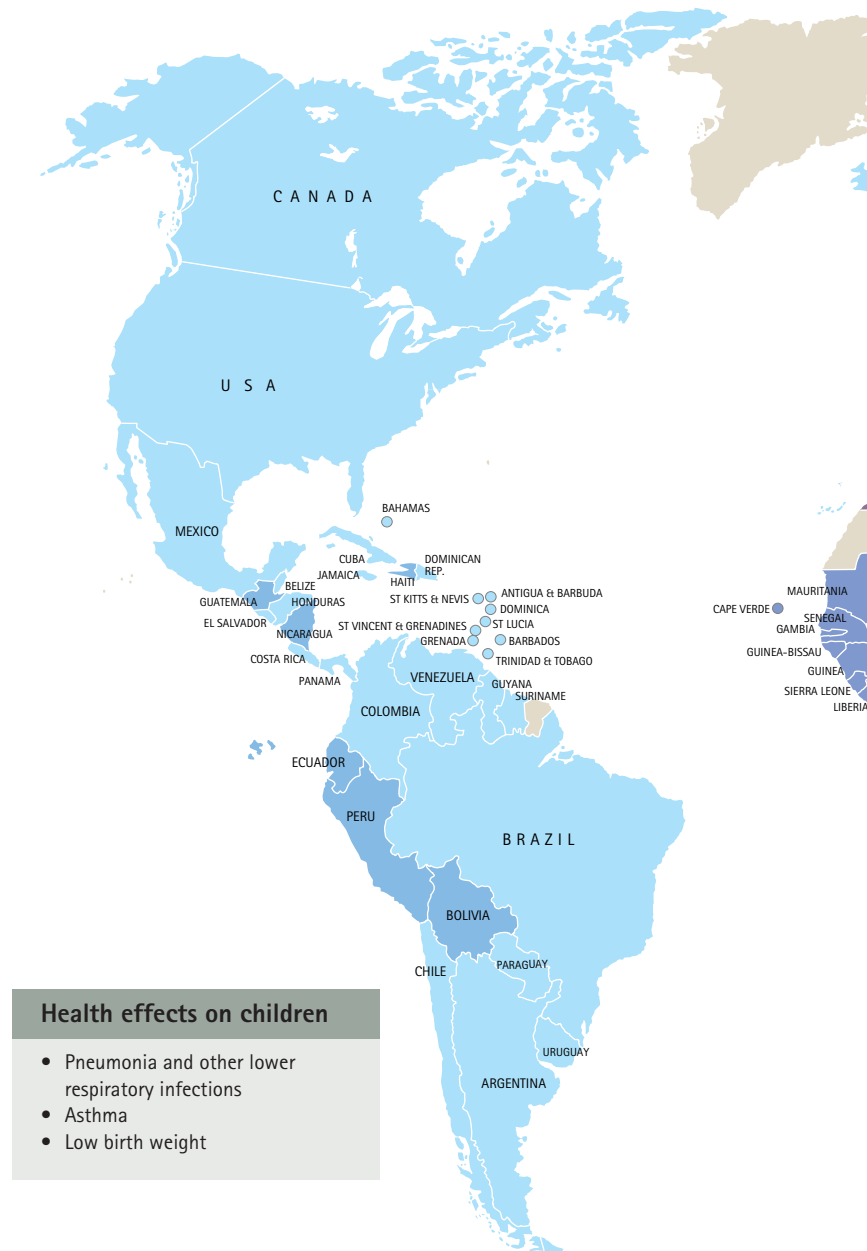 CANADA
USA
MEXICO
BAHAMAS
CUBA
DOMINICAN
REP.
JAMAICA
HAITI
BELIZE
GUATEMALA
HONDURAS
EL SALVADOR
NICARAGUA
COSTA RICA
PANAMA
ST KITTS & NEVIS
ANTIGUA & BARBUDA
DOMINICA
ST LUCIA
ST VINCENT & GRENADINES
GRENADA
BARBADOS
TRINIDAD & TOBAGO
VENEZUELA
GUYANA
SURINAME
COLOMBIA
ECUADOR
PERU
BRAZIL
BOLIVIA
PARAGUAY
CHILE
URUGUAY
ARGENTINA
MAURITANIA
CAPE VERDE
SENEGAL
GAMBIA
GUINEA-BISSAU
GUINEA
SIERRA LEONE
LIBERIA
Health effects on children
• Pneumonia and other lower
respiratory infections
• Asthma
• Low birth weight